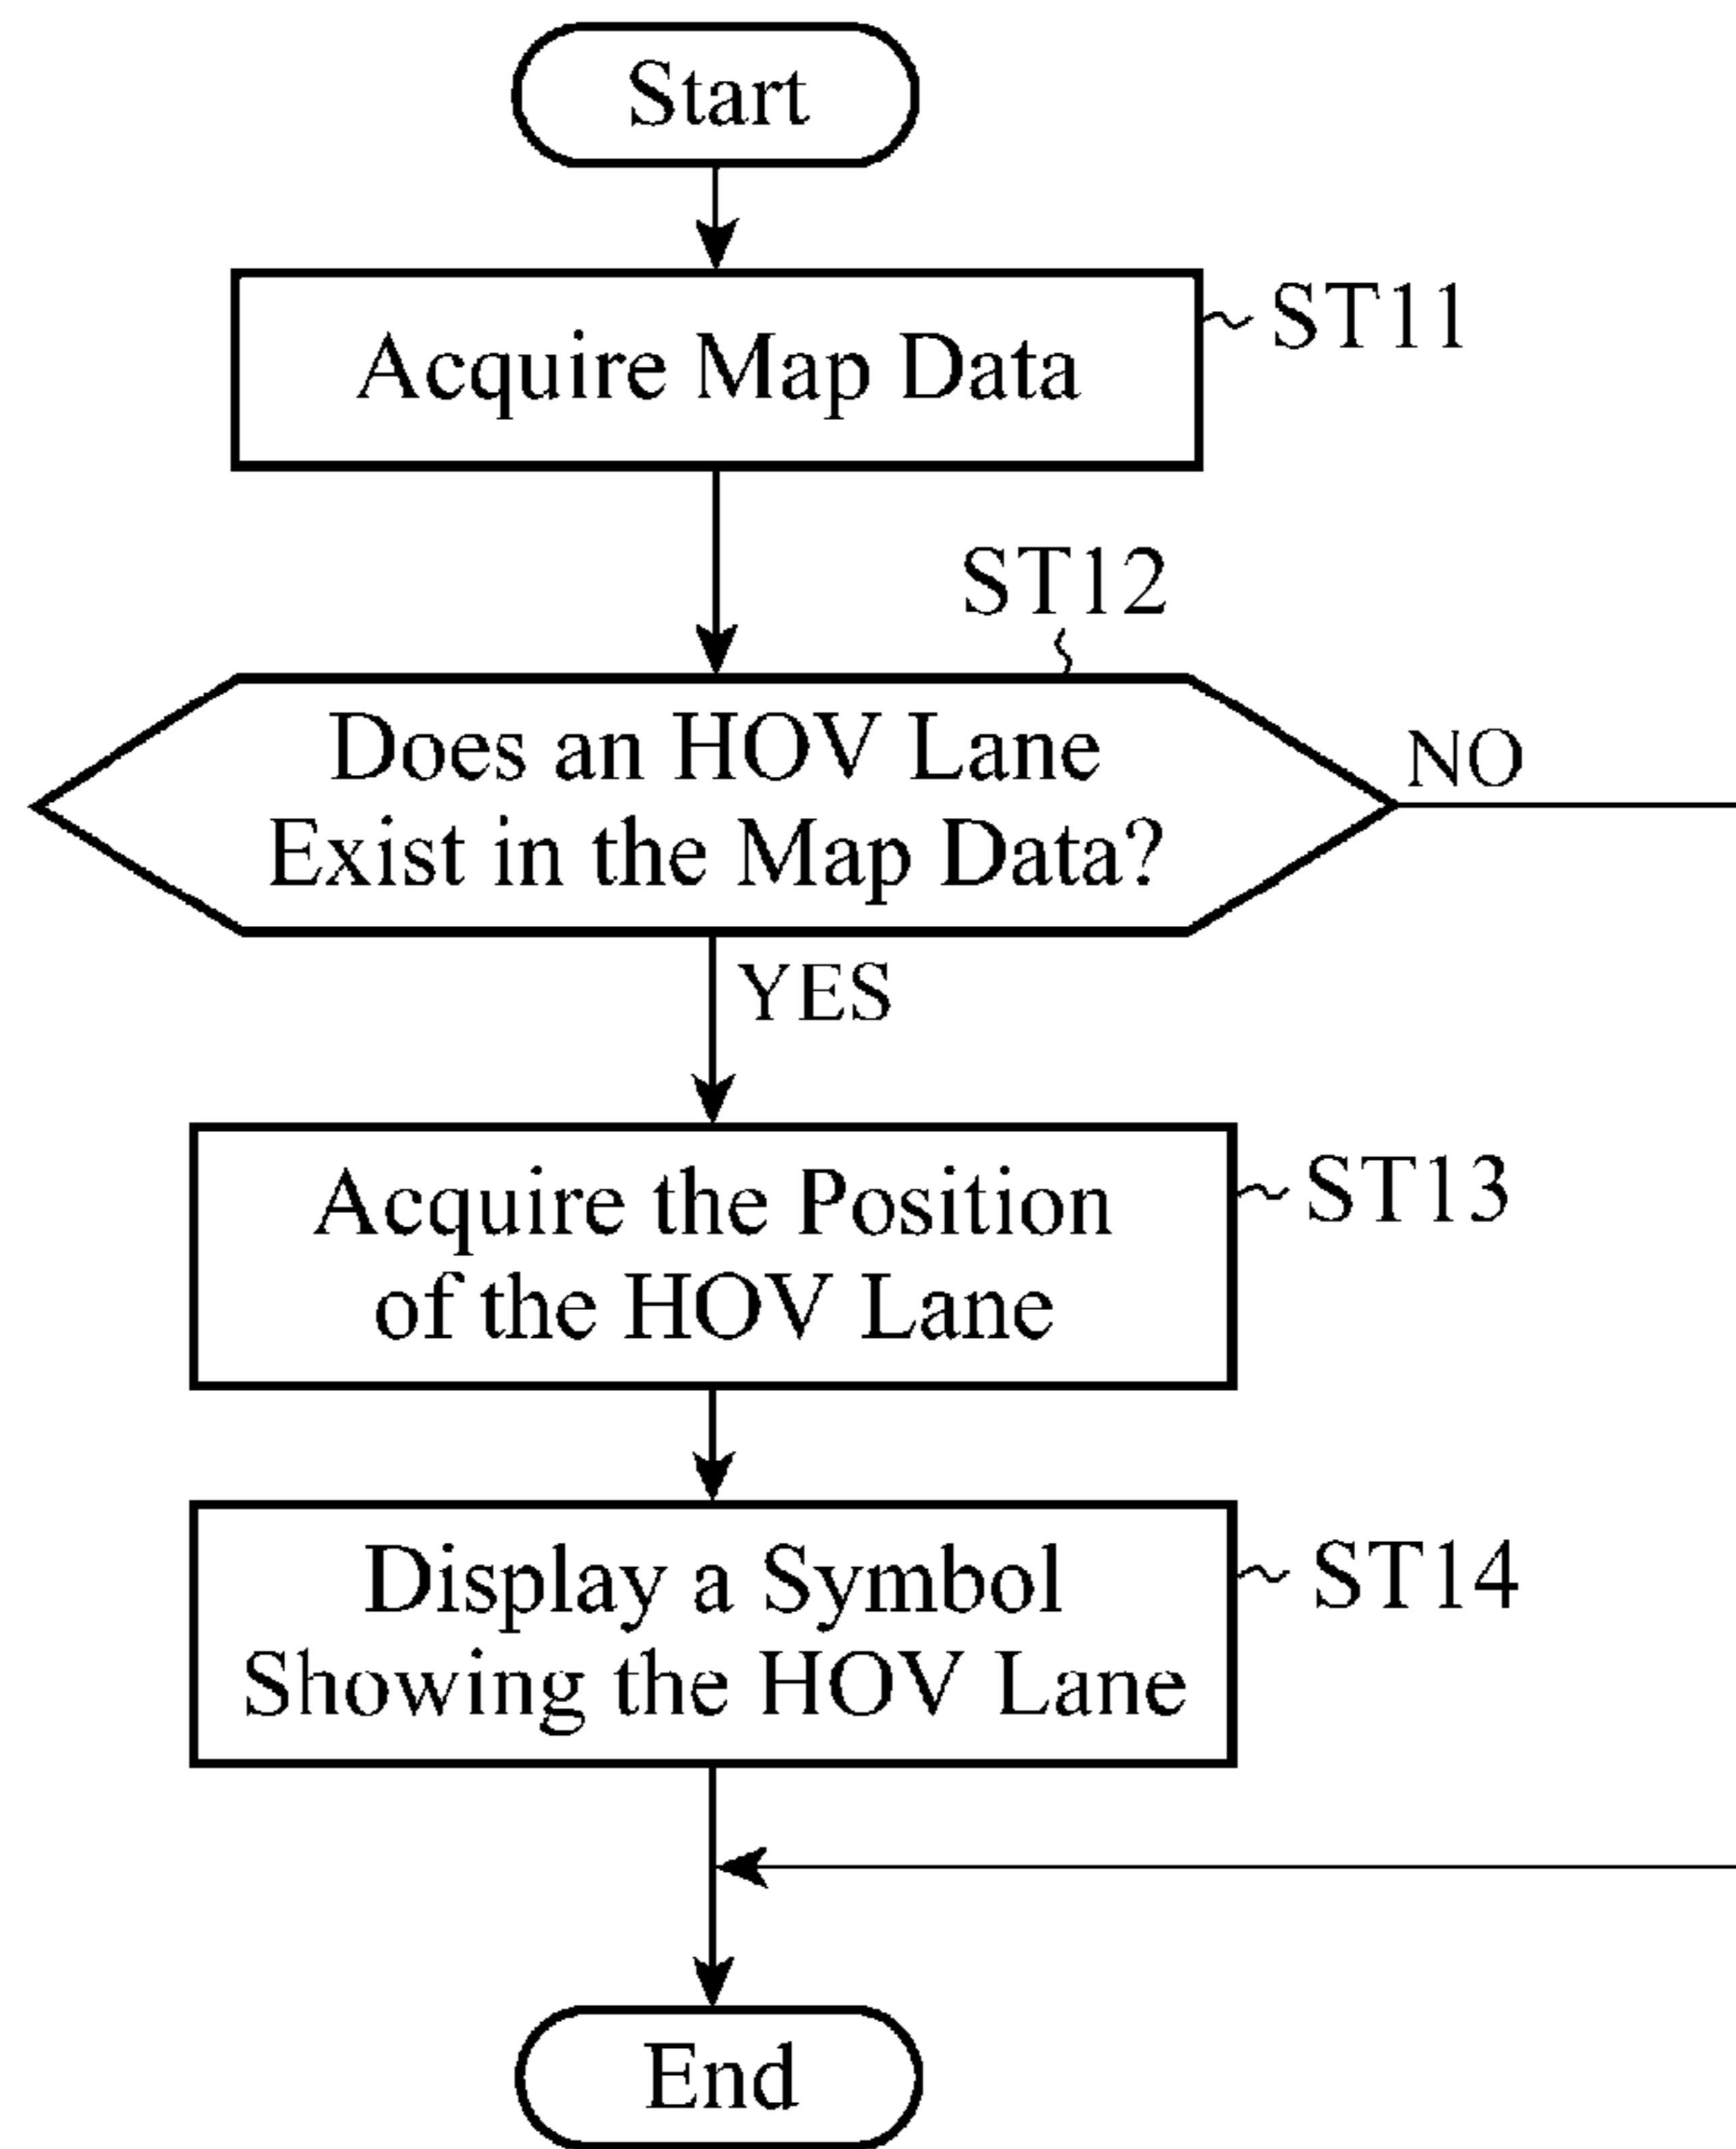 Start
Acquire Map Data
ST11
ST12
Does an HOV Lane
Exist in the Map Data?
NO
YES
Acquire the Position
of the HOV Lane
ST13
Display a Symbol
Showing the HOV Lane
ST14
End